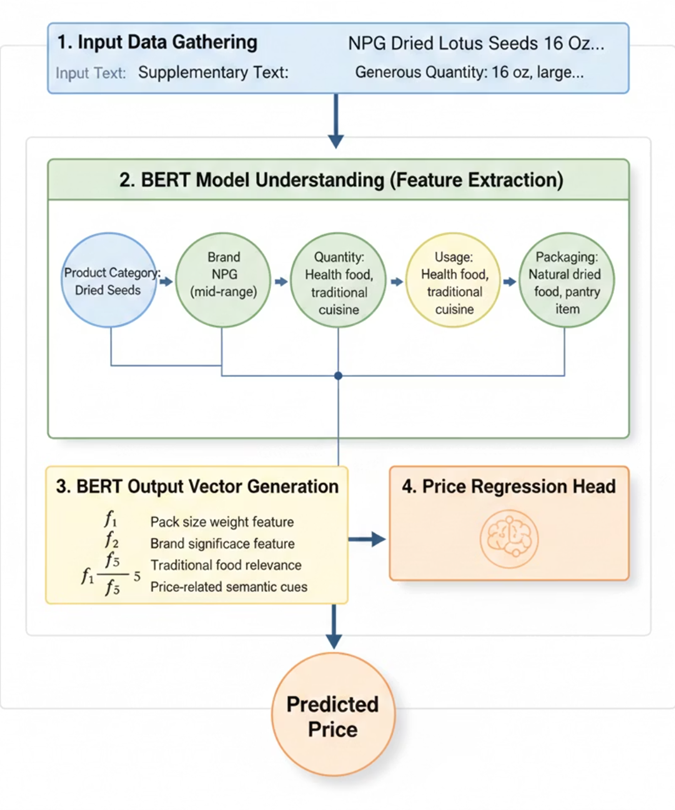 1. Input Data Gathering
NPG Dried Lotus Seeds 16 Oz...
Input Text: Supplementary Text:
Generous Quantity: 16 oz, large...
2. BERT Model Understanding (Feature Extraction)
Product Category:
Dried Seeds
Brand
NPG
(mid-range)
Quantity:
Health food,
traditional
cuisine
Usage:
Health food,
traditional
cuisine
Packaging:
Natural dried
food, pantry
item
3. BERT Output Vector Generation
f₁ Pack size weight feature
f₂ Brand significace feature
f₅ Traditional food relevance
f₁ — 5
f₅ Price-related semantic cues
4. Price Regression Head
Predicted
Price